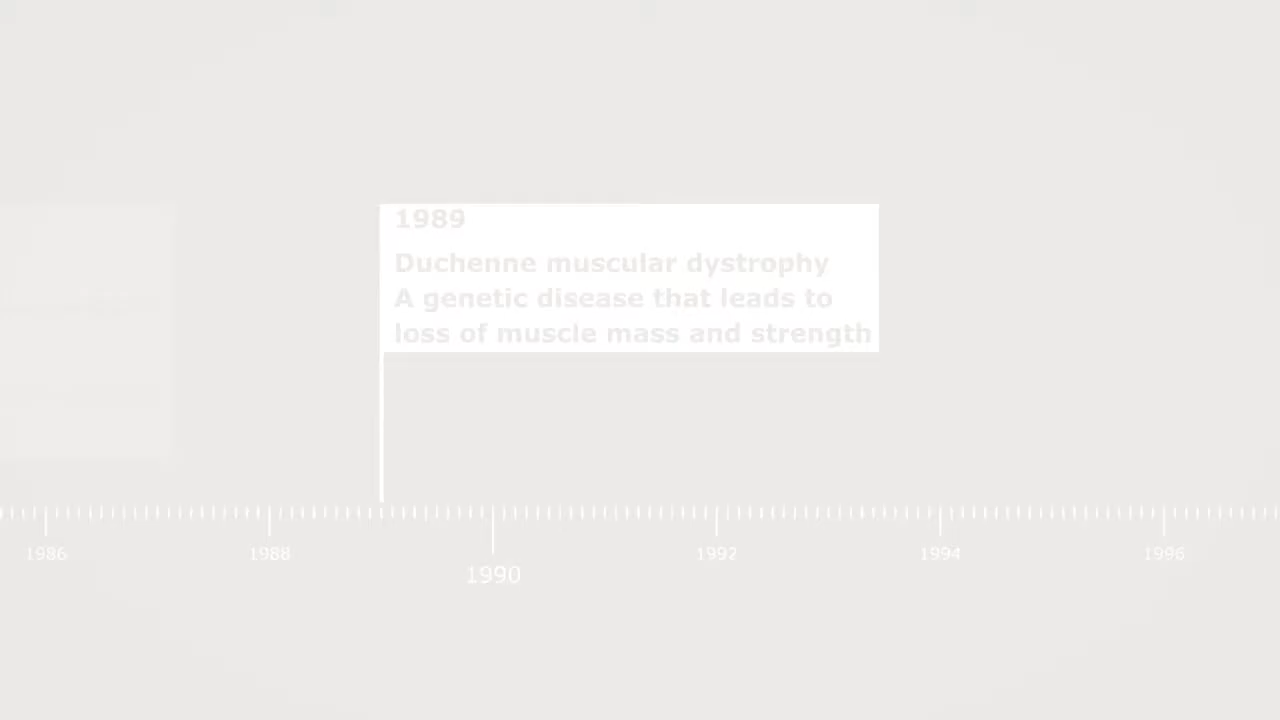 1989
Duchenne muscular dystrophy
A genetic disease that leads to
loss of muscle mass and strength
1986
1988
1990
1992
1994
1996